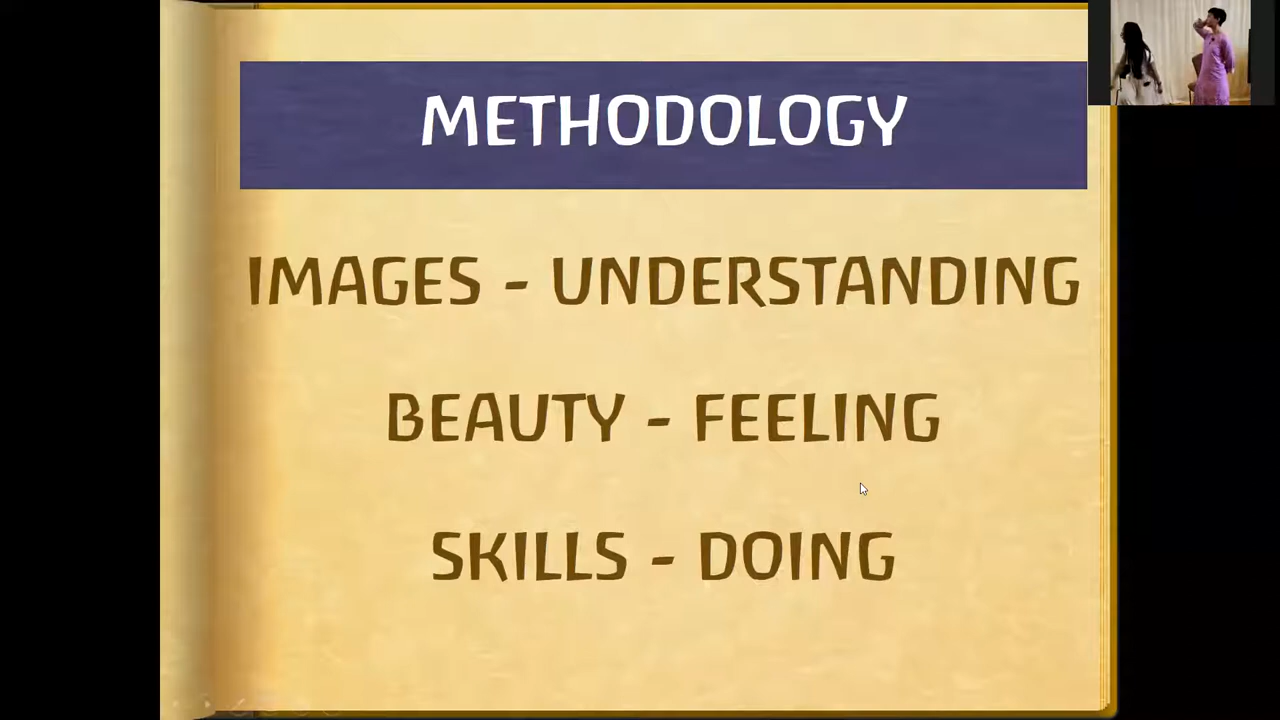 METHODOLOGY
IMAGES - UNDERSTANDING
BEAUTY - FEELING
SKILLS - DOING